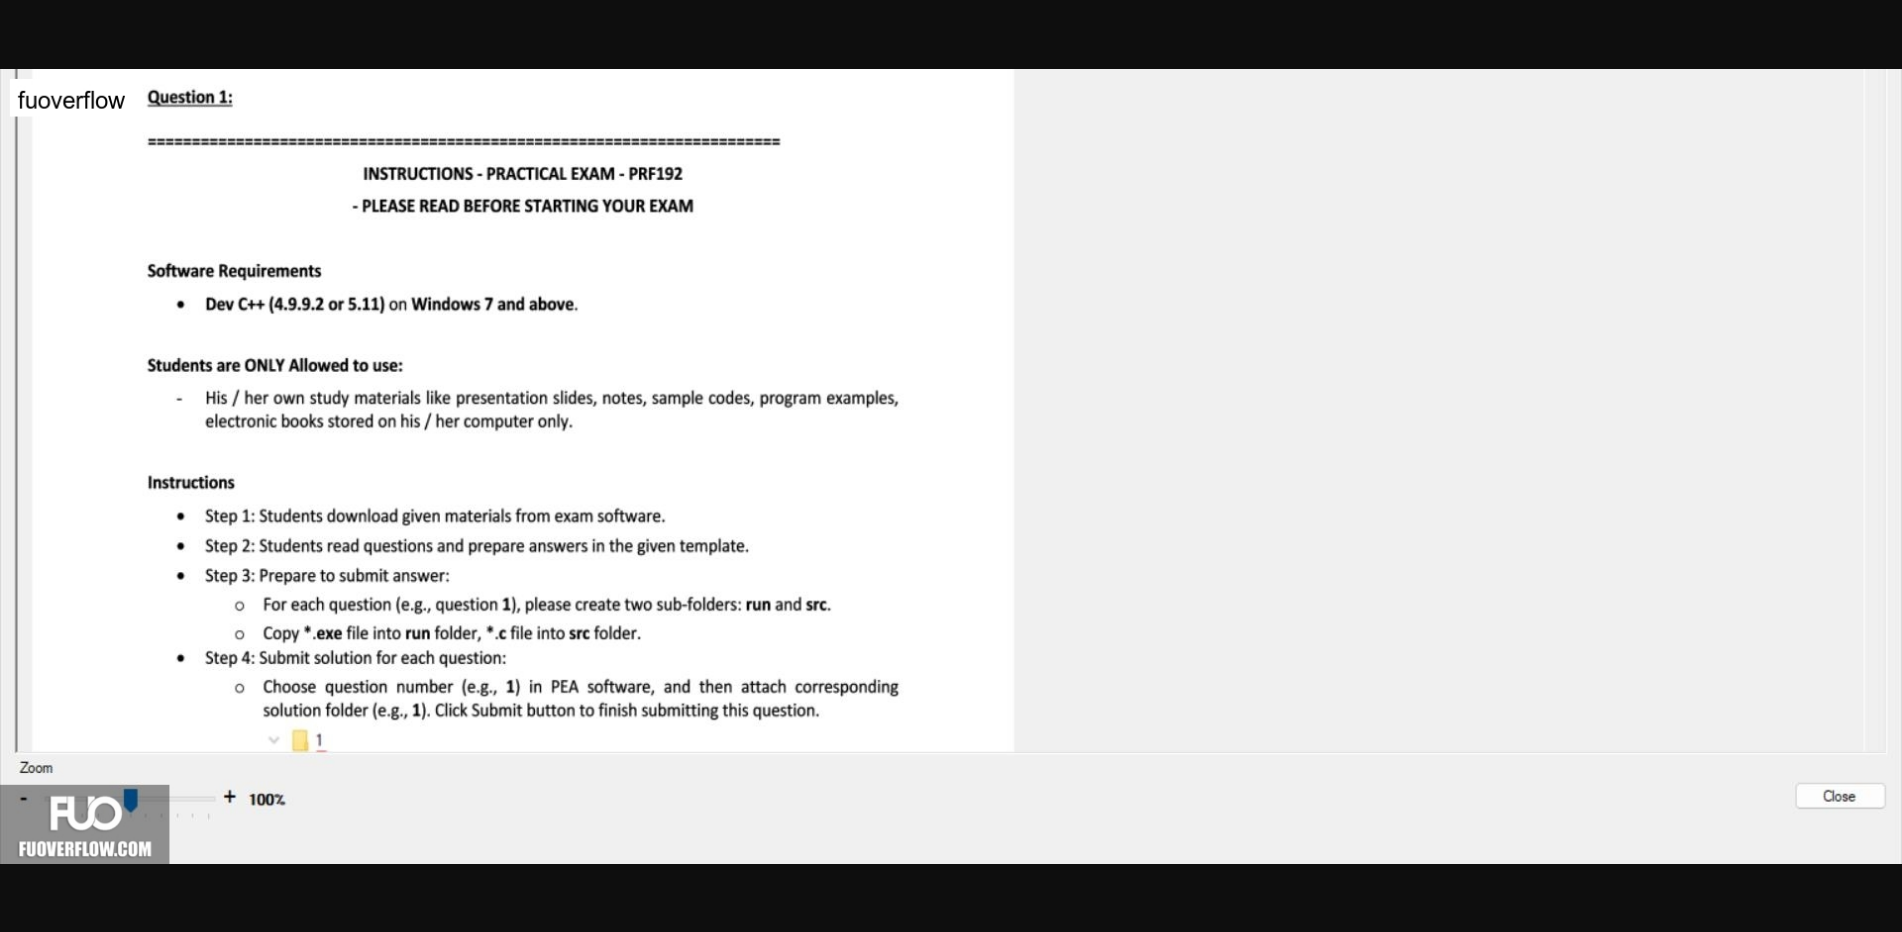 fuoverflow
Question 1:
========================================================================
INSTRUCTIONS - PRACTICAL EXAM - PRF192
- PLEASE READ BEFORE STARTING YOUR EXAM
Software Requirements
• Dev C++ (4.9.9.2 or 5.11) on Windows 7 and above.
Students are ONLY Allowed to use:
- His / her own study materials like presentation slides, notes, sample codes, program examples,
electronic books stored on his / her computer only.
Instructions
• Step 1: Students download given materials from exam software.
• Step 2: Students read questions and prepare answers in the given template.
• Step 3: Prepare to submit answer:
o For each question (e.g., question 1), please create two sub-folders: run and src.
o Copy *.exe file into run folder, *.c file into src folder.
• Step 4: Submit solution for each question:
o Choose question number (e.g., 1) in PEA software, and then attach corresponding
solution folder (e.g., 1). Click Submit button to finish submitting this question.
1
Zoom
- + 100%
Close
FUO
FUOVERFLOW.COM